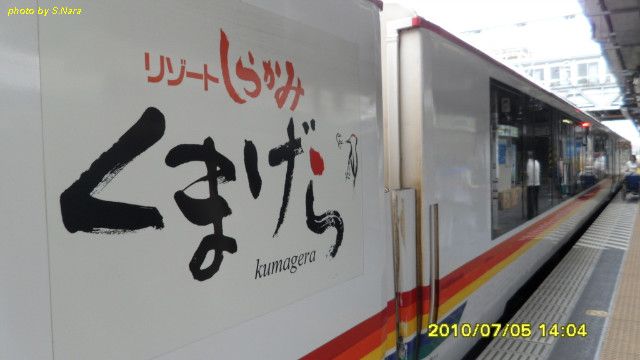 photo by S.Nara
リゾートしらかみ
くまげら
kumagera
2010/07/05 14:04